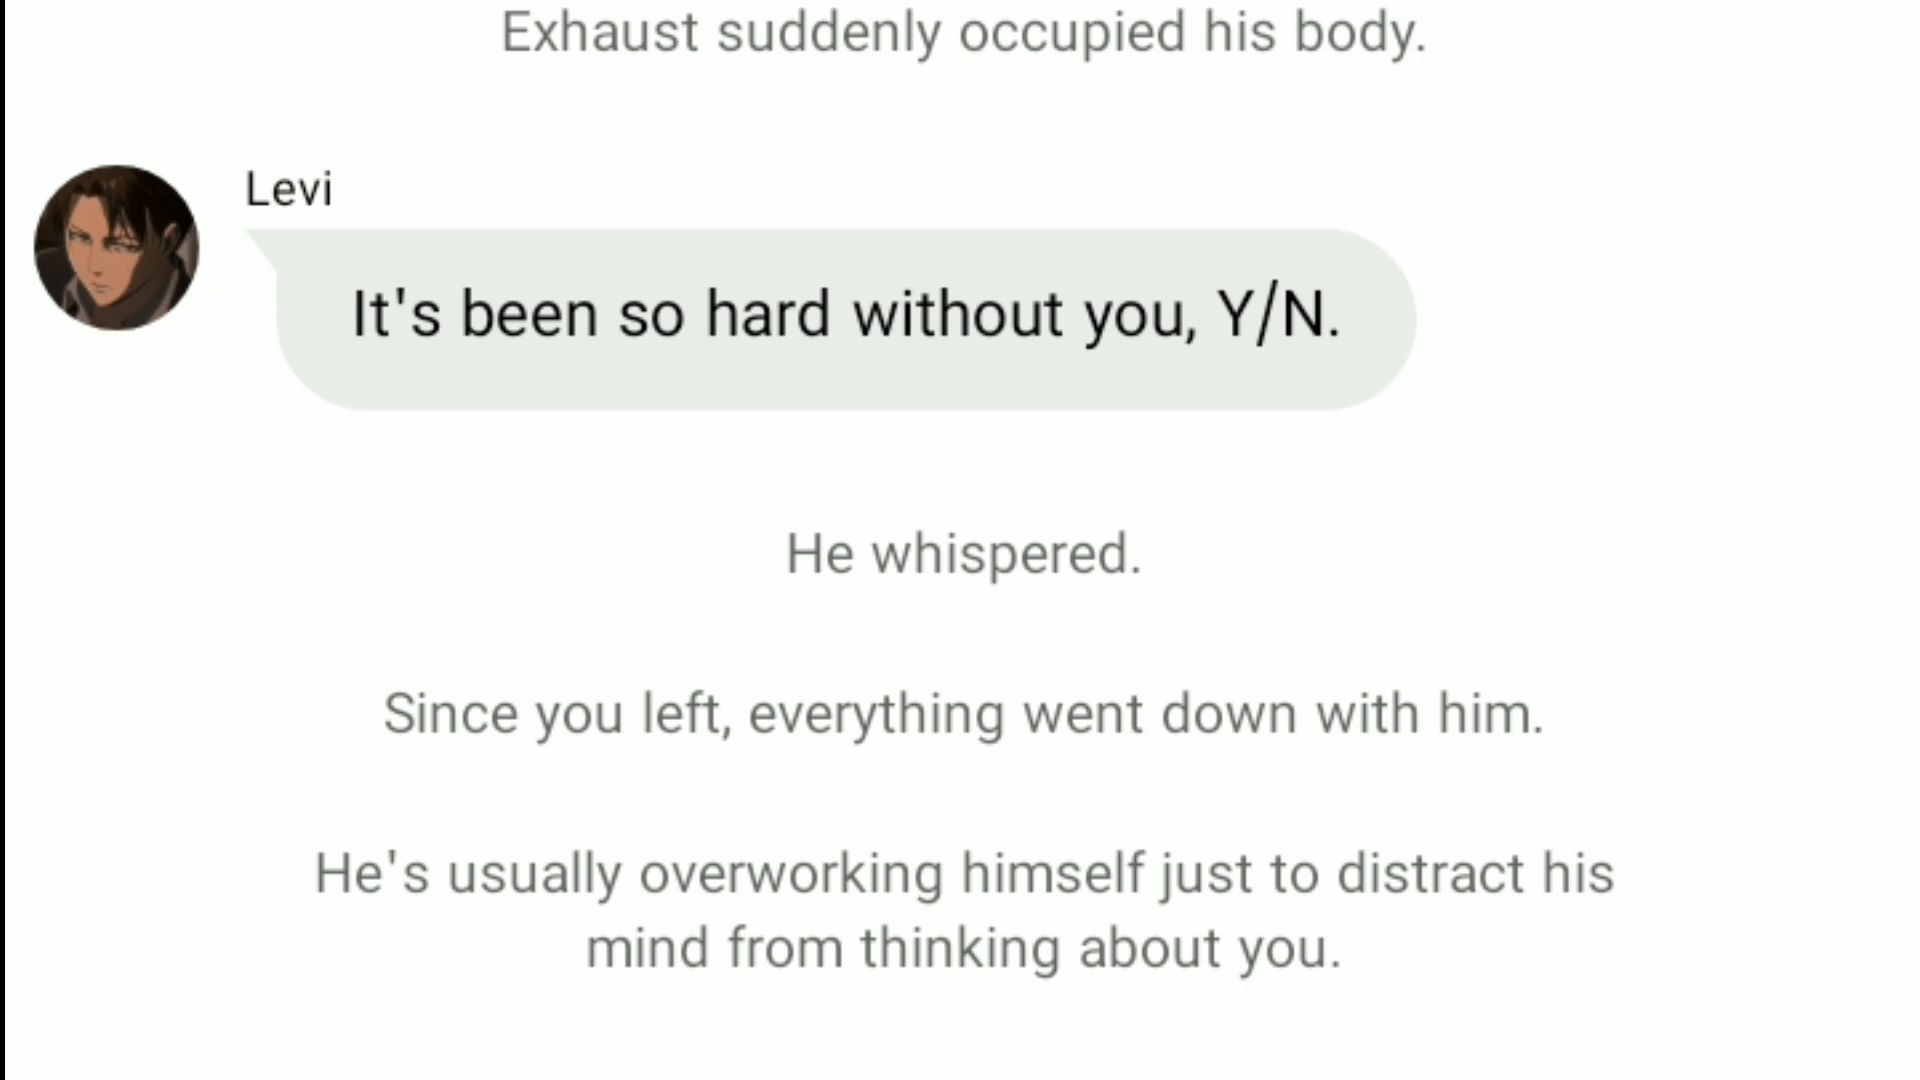 Exhaust suddenly occupied his body.
Levi
It's been so hard without you, Y/N.
He whispered.
Since you left, everything went down with him.
He's usually overworking himself just to distract his
mind from thinking about you.